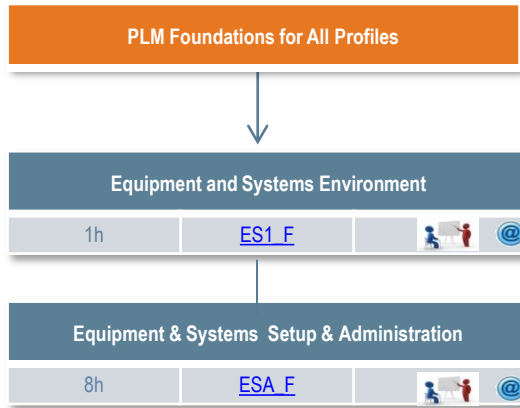 PLM Foundations for All Profiles
Equipment and Systems Environment
1h ES1_F @
Equipment & Systems Setup & Administration
8h ESA_F @